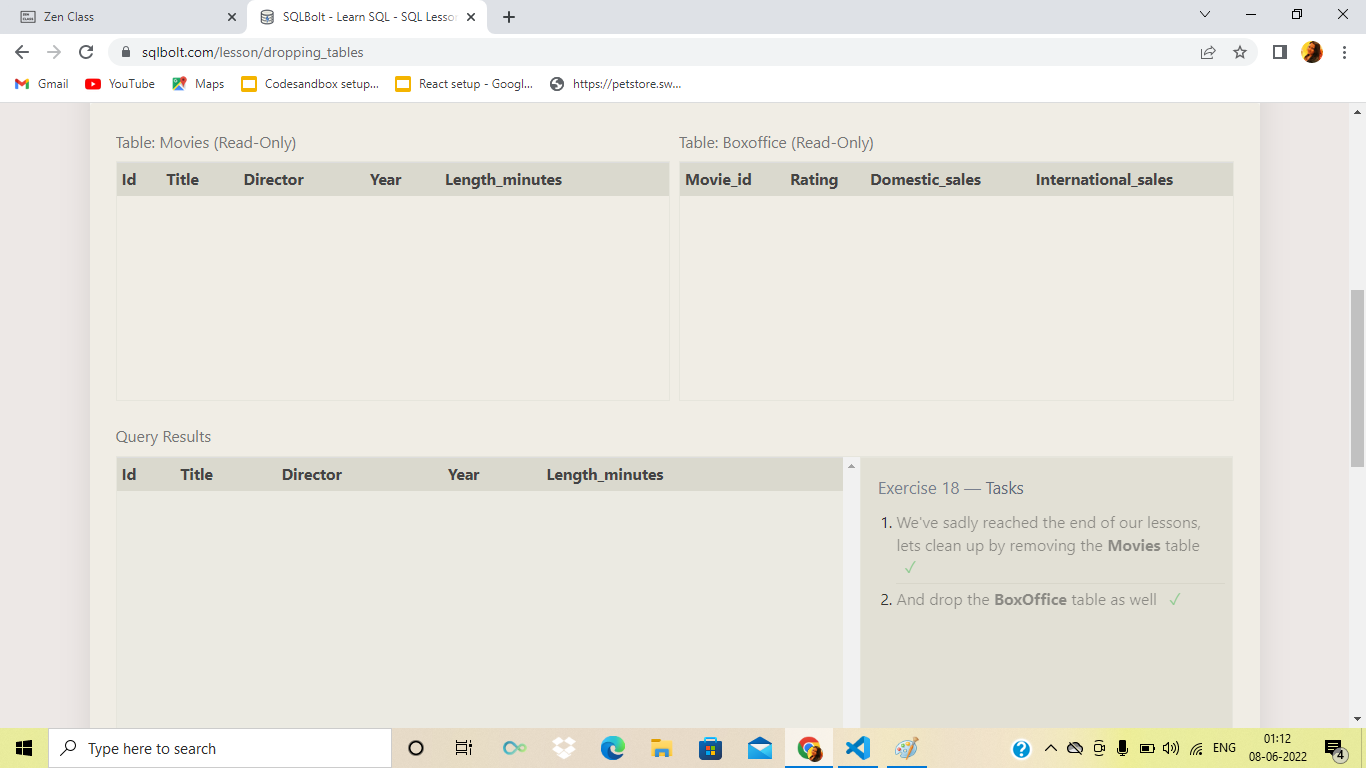 Zen Class
SQLBolt - Learn SQL - SQL Lesso
sqlbolt.com/lesson/dropping_tables
Gmail YouTube Maps Codesandbox setup... React setup - Googl... https://petstore.sw...
Table: Movies (Read-Only)
Id Title Director Year Length_minutes
Table: Boxoffice (Read-Only)
Movie_id Rating Domestic_sales International_sales
Query Results
Id Title Director Year Length_minutes
Exercise 18 — Tasks
1. We've sadly reached the end of our lessons,
lets clean up by removing the Movies table
✓
2. And drop the BoxOffice table as well ✓
Type here to search
ENG
01:12
08-06-2022
4